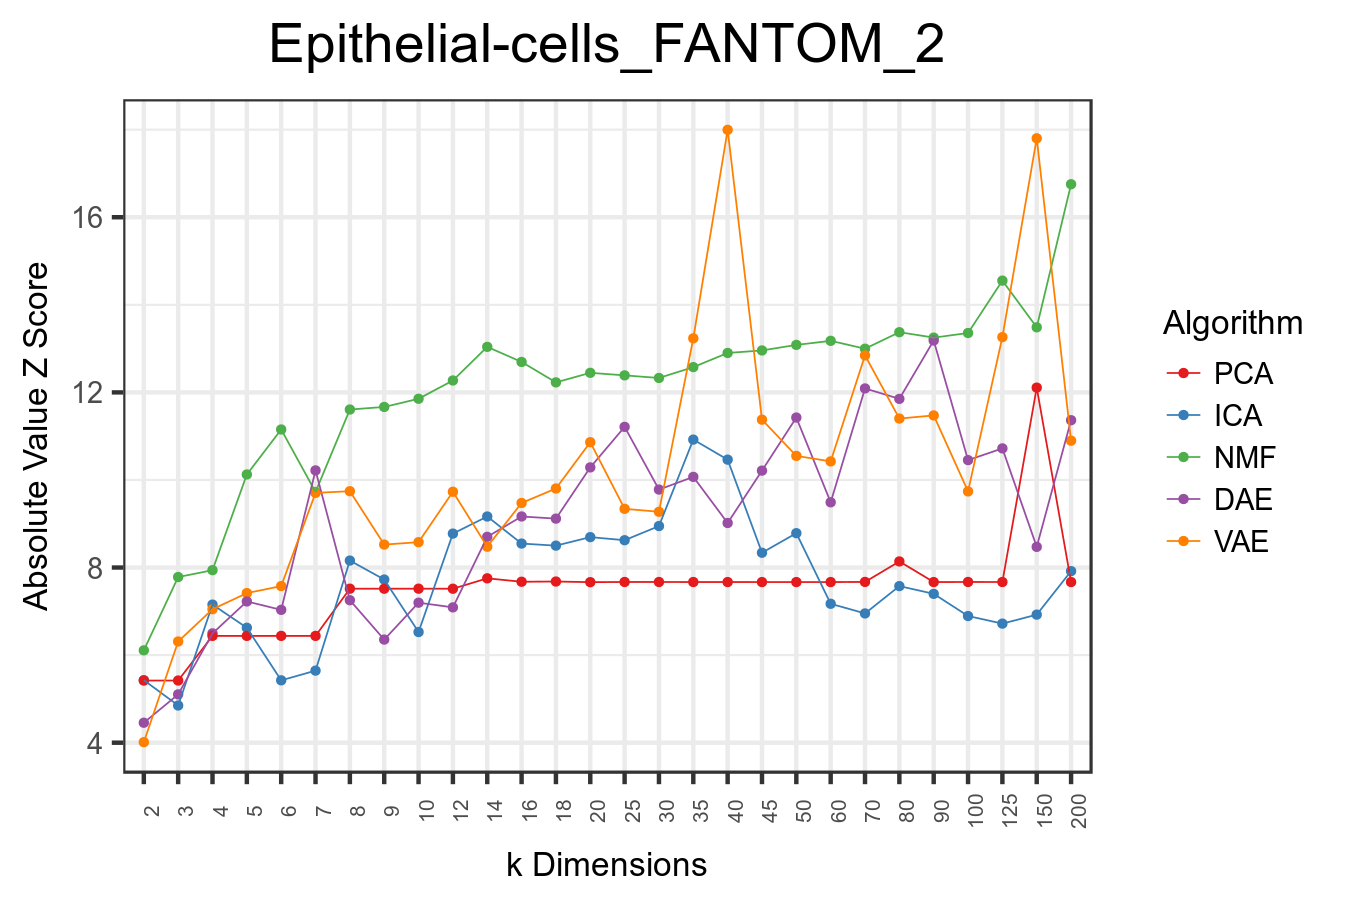 Epithelial-cells_FANTOM_2
Absolute Value Z Score
16
12
8
4
2 3 4 5 6 7 8 9 10 12 14 16 18 20 25 30 35 40 45 50 60 70 80 90 100 125 150 200
k Dimensions
Algorithm
PCA
ICA
NMF
DAE
VAE